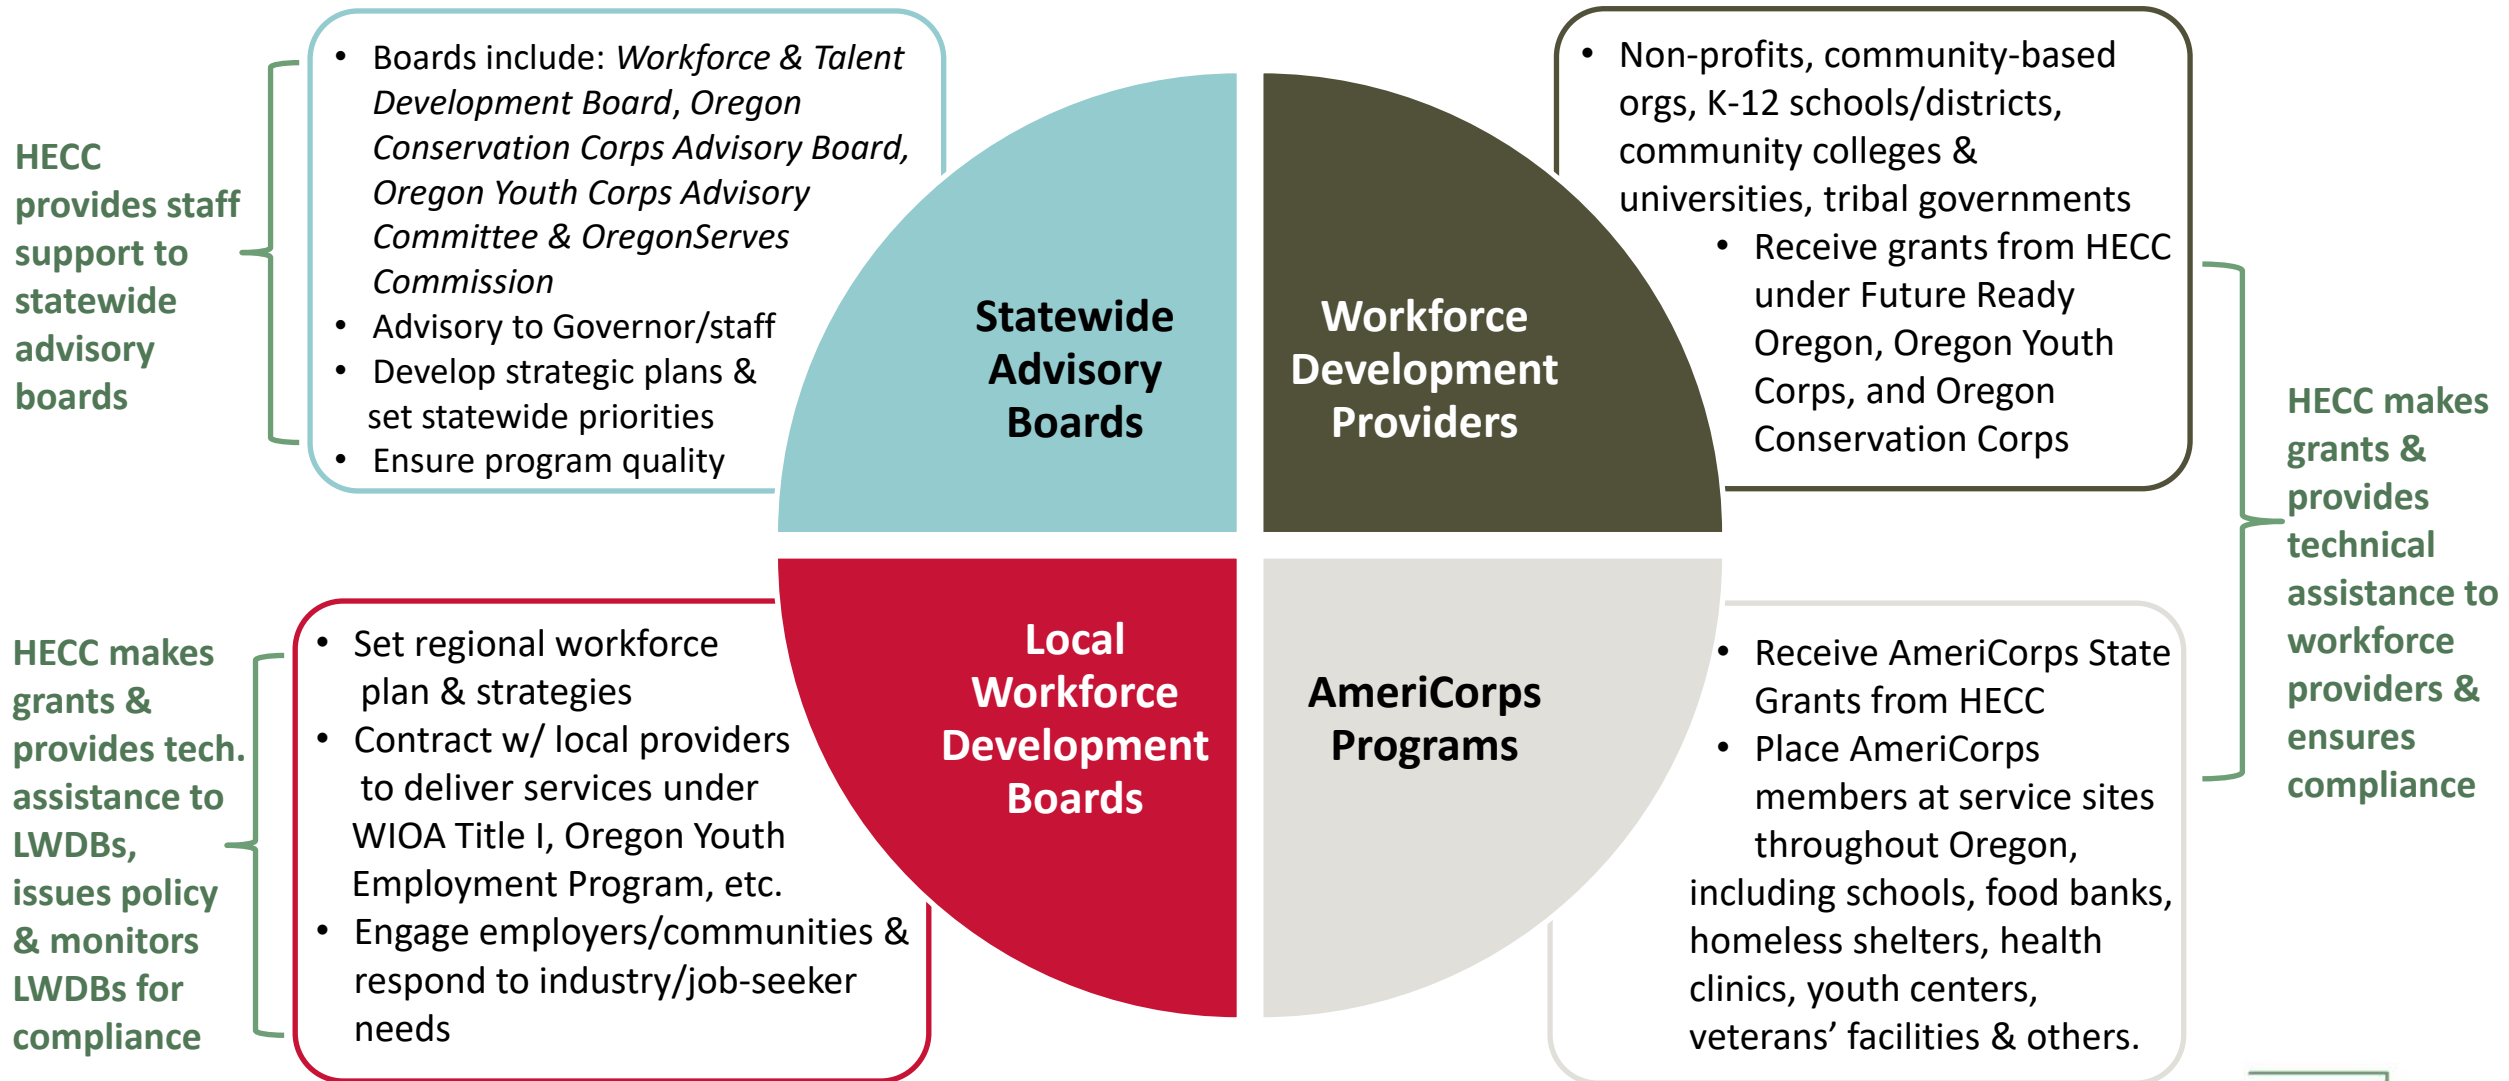 HECC
provides staff
support to
statewide
advisory
boards
• Boards include: Workforce & Talent
Development Board, Oregon
Conservation Corps Advisory Board,
Oregon Youth Corps Advisory
Committee & OregonServes
Commission
• Advisory to Governor/staff
• Develop strategic plans &
set statewide priorities
• Ensure program quality
Statewide
Advisory
Boards
Workforce
Development
Providers
• Non-profits, community-based
orgs, K-12 schools/districts,
community colleges &
universities, tribal governments
• Receive grants from HECC
under Future Ready
Oregon, Oregon Youth
Corps, and Oregon
Conservation Corps
HECC makes
grants &
provides
technical
assistance to
workforce
providers &
ensures
compliance
HECC makes
grants &
provides tech.
assistance to
LWDBs,
issues policy
& monitors
LWDBs for
compliance
• Set regional workforce
plan & strategies
• Contract w/ local providers
to deliver services under
WIOA Title I, Oregon Youth
Employment Program, etc.
• Engage employers/communities &
respond to industry/job-seeker
needs
Local
Workforce
Development
Boards
AmeriCorps
Programs
• Receive AmeriCorps State
Grants from HECC
• Place AmeriCorps
members at service sites
throughout Oregon,
including schools, food banks,
homeless shelters, health
clinics, youth centers,
veterans’ facilities & others.